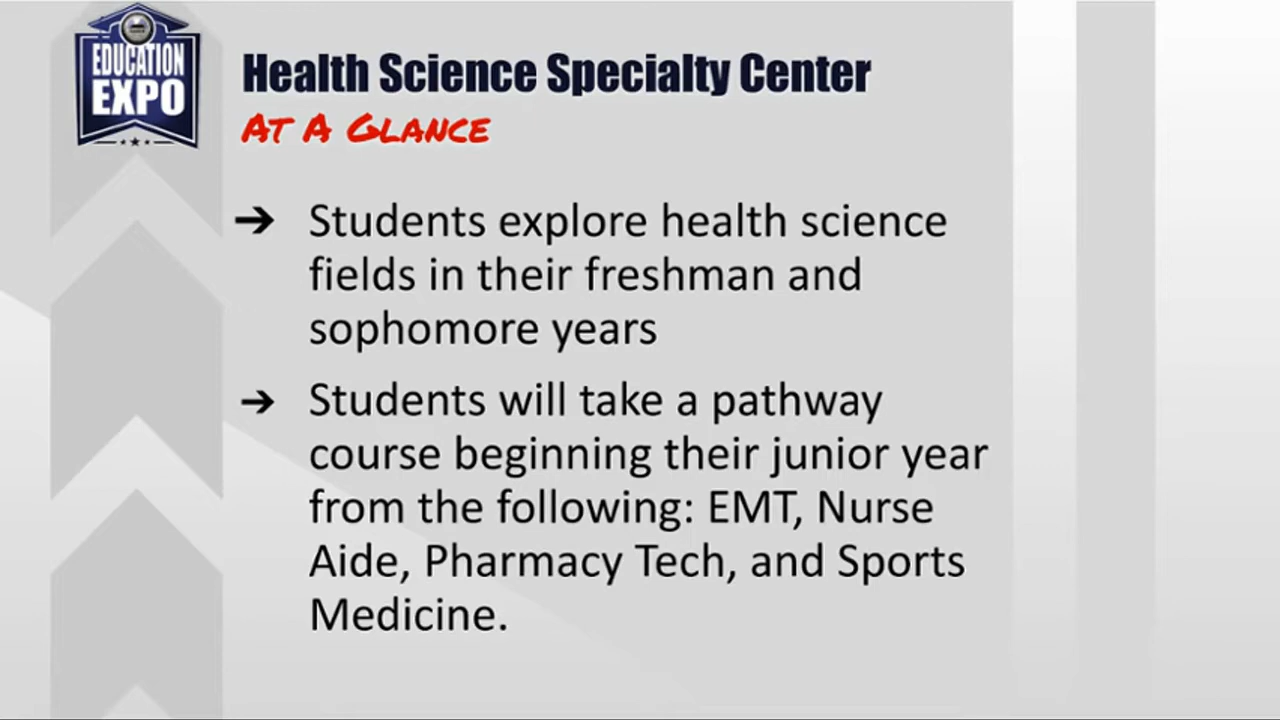 EDUCATION
EXPO
Health Science Specialty Center
At A Glance
➔ Students explore health science
fields in their freshman and
sophomore years
➔ Students will take a pathway
course beginning their junior year
from the following: EMT, Nurse
Aide, Pharmacy Tech, and Sports
Medicine.